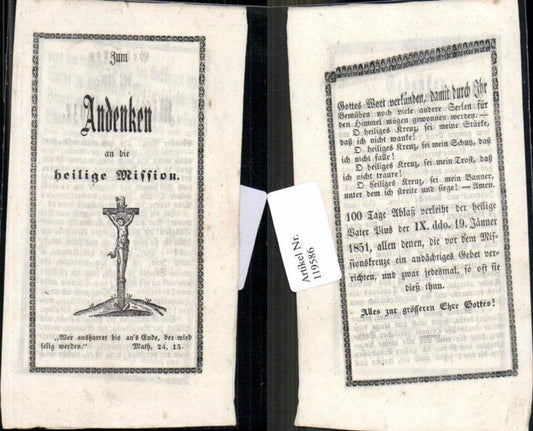 Zum
Andenken
an die
heilige Mission.
„Wer ausharret bis an's Ende, der wird
selig werden." Math. 24, 13.
Artikel Nr.
119586
Gottes Wort verkünden, damit durch Ihr
Bemühen noch viele andere Seelen für
den Himmel mögen gewonnen werden. —
O heiliges Kreuz, sei meine Stärke,
daß ich nicht wanke!
O heiliges Kreuz, sei mein Schutz, daß
ich nicht falle!
O heiliges Kreuz, sei mein Trost, daß
ich nicht traure!
O heiliges Kreuz, sei mein Banner,
unter dem ich streite und siege! — Amen.
100 Tage Ablaß verleiht der heilige
Vater Pius der IX. ddo. 19. Jänner
1851, allen denen, die vor dem Mis-
sionskreuze ein andächtiges Gebet ver-
richten, und zwar jedesmal, so oft sie
dieß thun.
Alles zur grösseren Ehre Gottes!